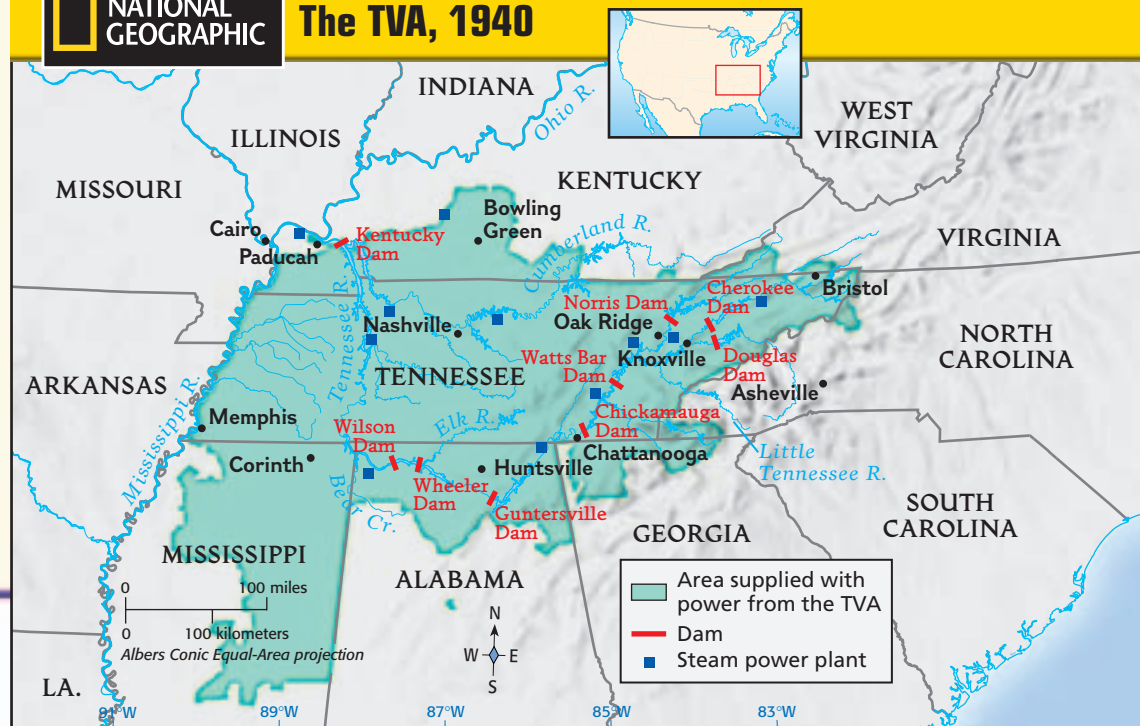 NATIONAL
GEOGRAPHIC
The TVA, 1940
INDIANA
Ohio R.
ILLINOIS
WEST
VIRGINIA
MISSOURI
KENTUCKY
Bowling
Green
Cairo
Paducah
Kentucky
Dam
Cumberland R.
VIRGINIA
Cherokee
Dam
Bristol
Norris Dam
Oak Ridge
Nashville
Tennessee R.
Knoxville
NORTH
CAROLINA
Watts Bar
Dam
Douglas
Dam
TENNESSEE
ARKANSAS
Asheville
Mississippi R.
Memphis
Chickamauga
Dam
Elk R.
Wilson
Dam
Chattanooga
Little
Tennessee R.
Corinth
Huntsville
Wheeler
Dam
Bear Cr.
Guntersville
Dam
SOUTH
CAROLINA
GEORGIA
MISSISSIPPI
ALABAMA
0
100 miles
0
100 kilometers
Albers Conic Equal-Area projection
N
W
E
S
Area supplied with
power from the TVA
Dam
Steam power plant
LA.
91°W
89°W
87°W
85°W
83°W